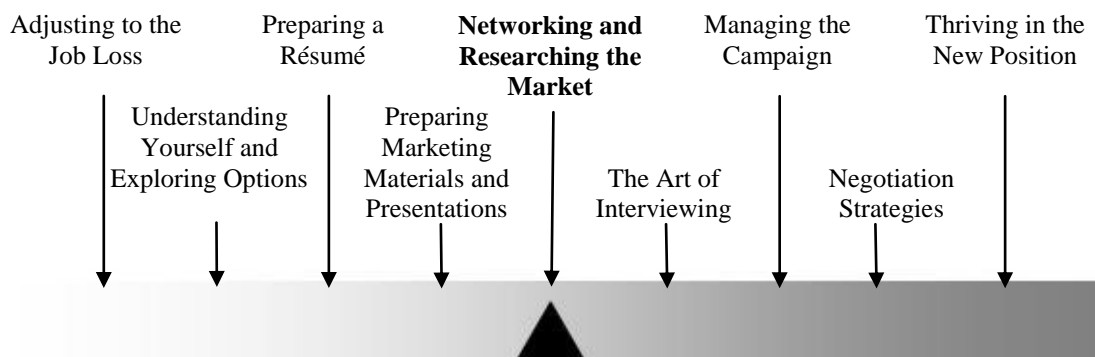 Adjusting to the
Job Loss
Understanding
Yourself and
Exploring Options
Preparing a
Résumé
Preparing
Marketing
Materials and
Presentations
Networking and
Researching the
Market
The Art of
Interviewing
Managing the
Campaign
Negotiation
Strategies
Thriving in the
New Position